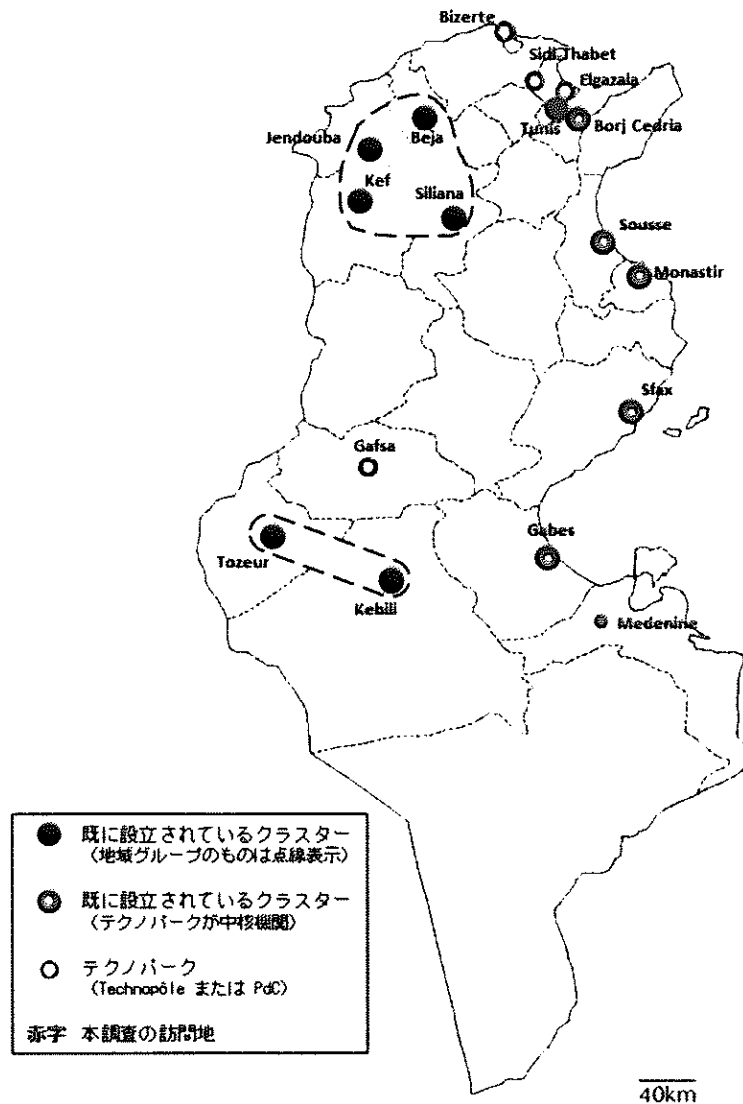 Bizerte
Sidi Thabet
Elgazala
Tunis
Borj Cedria
Jendouba
Beja
Kef
Siliana
Sousse
Monastir
Sfax
Gafsa
Tozeur
Kebili
Gabes
Medenine
既に設立されているクラスター
（地域グループのものは点線表示）
既に設立されているクラスター
（テクノパークが中核機関）
テクノパーク
（Technopôle または PdC）
赤字 本調査の訪問地
40km